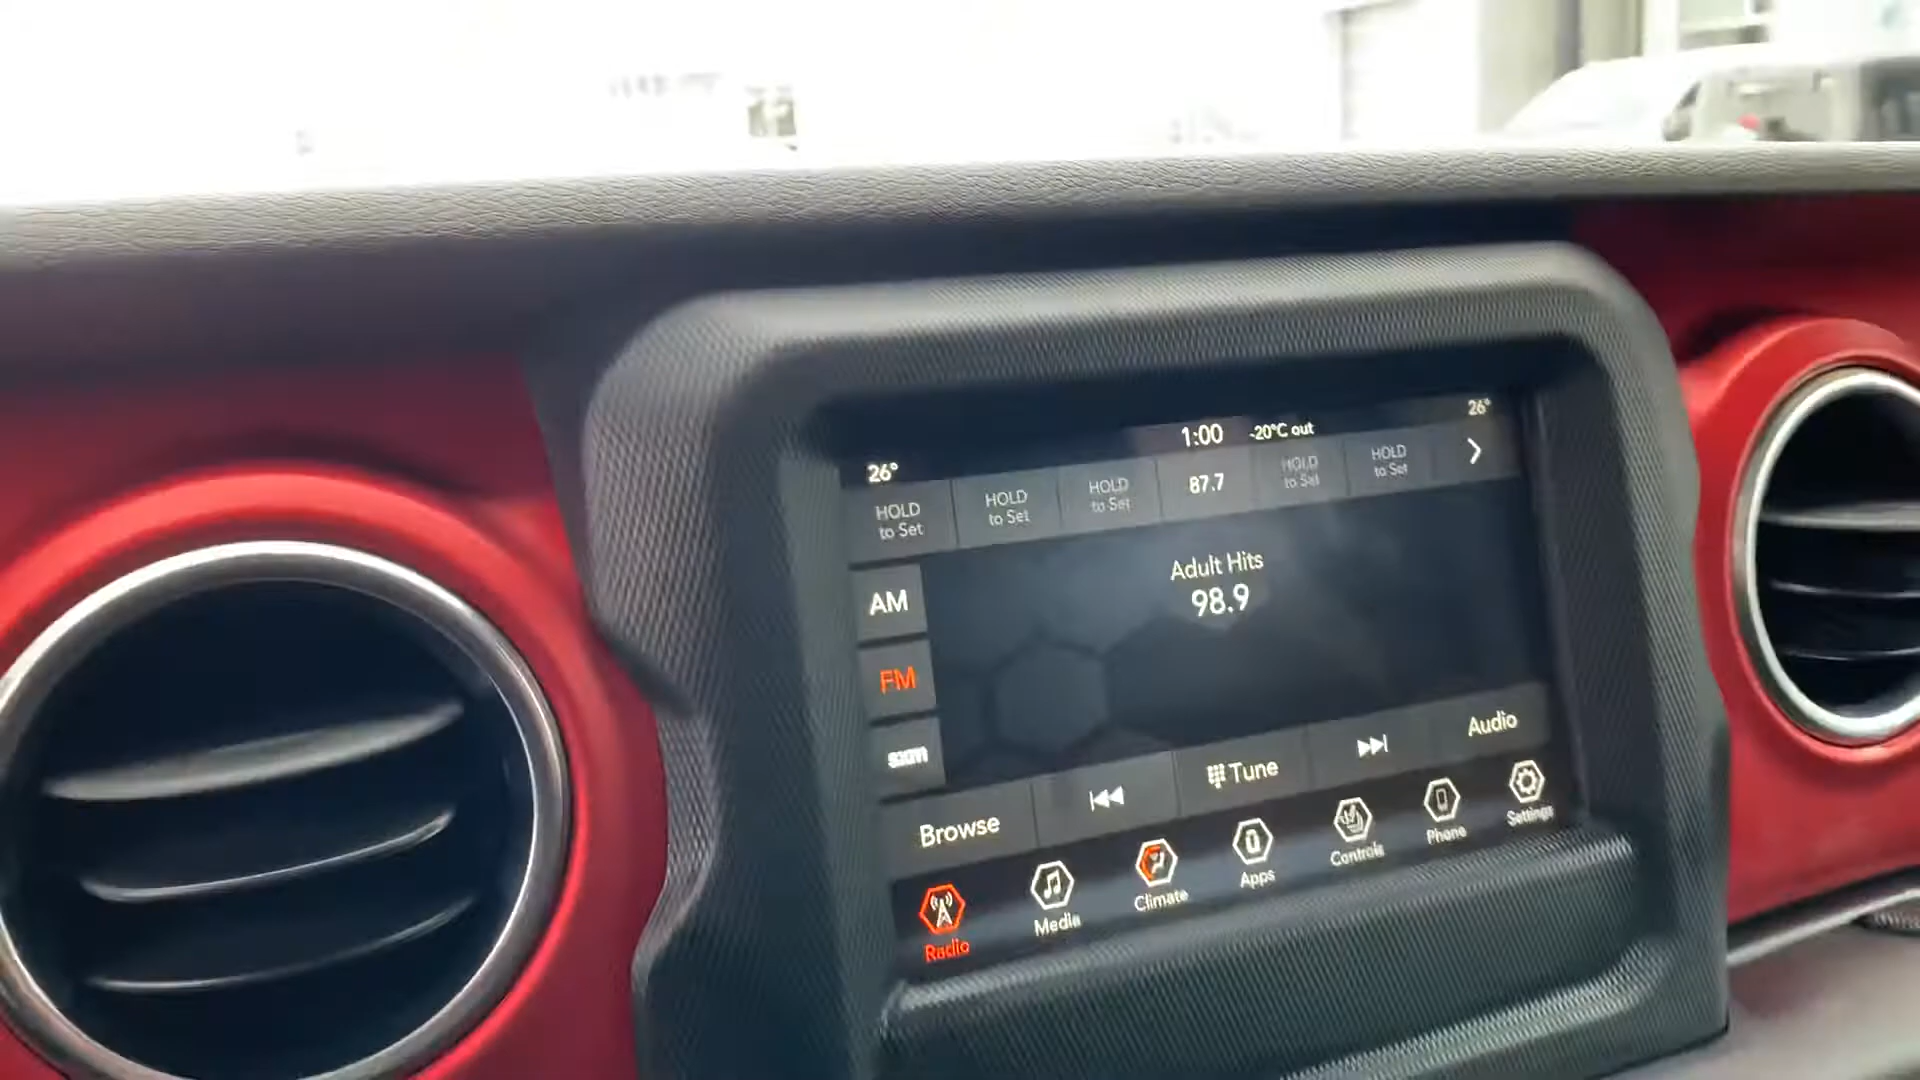 26°
1:00 -20°C out
26°
HOLD
to Set
HOLD
to Set
HOLD
to Set
87.7
HOLD
to Set
HOLD
to Set
Adult Hits
98.9
AM
FM
sxm
Browse
Tune
Audio
Radio
Media
Climate
Apps
Controls
Phone
Settings